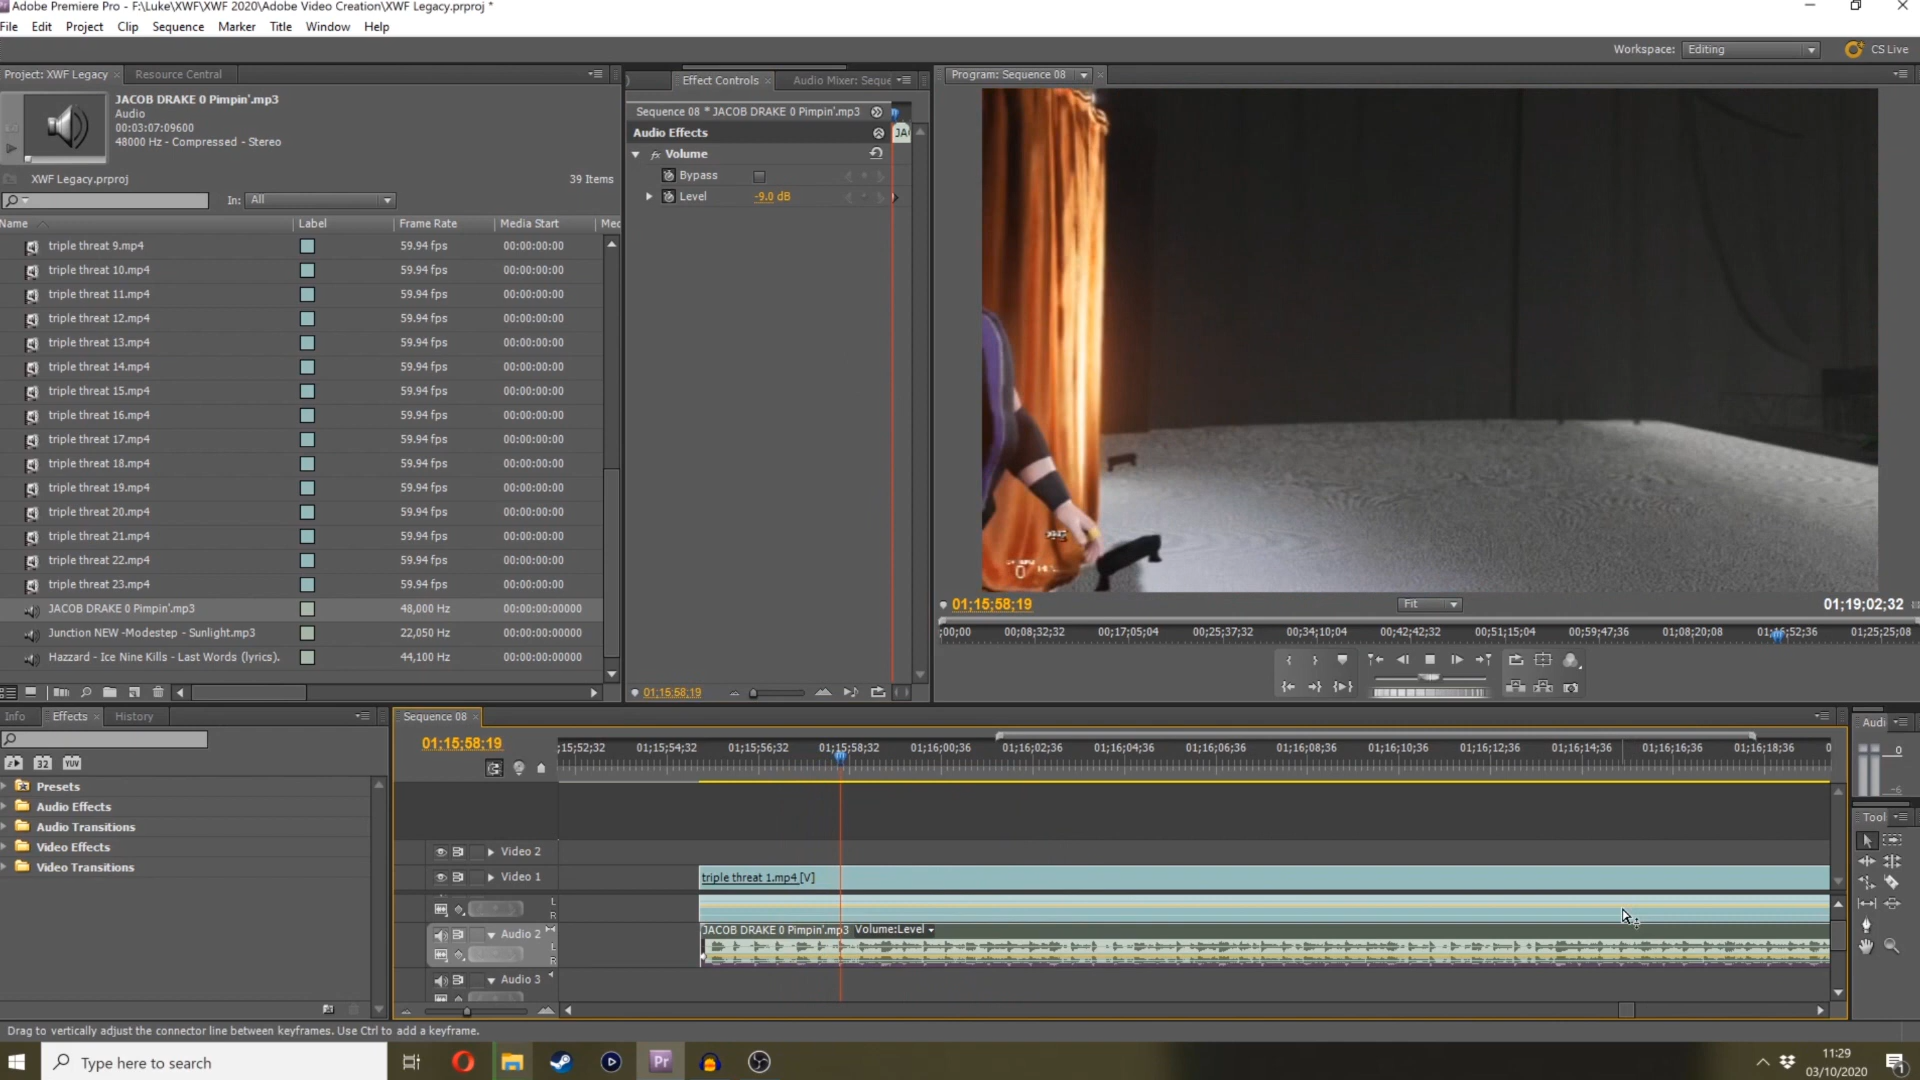 Adobe Premiere Pro - F:\Luke\XWF\XWF 2020\Adobe Video Creation\XWF Legacy.prproj *
File Edit Project Clip Sequence Marker Title Window Help
Workspace: Editing CS Live
Project: XWF Legacy Resource Central
JACOB DRAKE 0 Pimpin'.mp3
Audio
00:03:07:09600
48000 Hz - Compressed - Stereo
XWF Legacy.prproj 39 Items
In: All
Name Label Frame Rate Media Start
triple threat 9.mp4 59.94 fps 00:00:00:00
triple threat 10.mp4 59.94 fps 00:00:00:00
triple threat 11.mp4 59.94 fps 00:00:00:00
triple threat 12.mp4 59.94 fps 00:00:00:00
triple threat 13.mp4 59.94 fps 00:00:00:00
triple threat 14.mp4 59.94 fps 00:00:00:00
triple threat 15.mp4 59.94 fps 00:00:00:00
triple threat 16.mp4 59.94 fps 00:00:00:00
triple threat 17.mp4 59.94 fps 00:00:00:00
triple threat 18.mp4 59.94 fps 00:00:00:00
triple threat 19.mp4 59.94 fps 00:00:00:00
triple threat 20.mp4 59.94 fps 00:00:00:00
triple threat 21.mp4 59.94 fps 00:00:00:00
triple threat 22.mp4 59.94 fps 00:00:00:00
triple threat 23.mp4 59.94 fps 00:00:00:00
JACOB DRAKE 0 Pimpin'.mp3 48,000 Hz 00:00:00:00000
Junction NEW -Modestep - Sunlight.mp3 22,050 Hz 00:00:00:00000
Hazzard - Ice Nine Kills - Last Words (lyrics). 44,100 Hz 00:00:00:00000
Effect Controls Audio Mixer: Seque
Sequence 08 * JACOB DRAKE 0 Pimpin'.mp3
Audio Effects JA
fx Volume
Bypass
Level -9.0 dB
01;15;58;19
Program: Sequence 08
01;15;58;19 Fit 01;19;02;32
;00;00 00;08;32;32 00;17;05;04 00;25;37;32 00;34;10;04 00;42;42;32 00;51;15;04 00;59;47;36 01;08;20;08 01;16;52;36 01;25;25;08
Info Effects History
Presets
Audio Effects
Audio Transitions
Video Effects
Video Transitions
Sequence 08
01;15;58;19
;15;52;32 01;15;54;32 01;15;56;32 01;15;58;32 01;16;00;36 01;16;02;36 01;16;04;36 01;16;06;36 01;16;08;36 01;16;10;36 01;16;12;36 01;16;14;36 01;16;16;36 01;16;18;36 0
Video 2
Video 1 triple threat 1.mp4 [V]
Audio 2 JACOB DRAKE 0 Pimpin'.mp3 Volume:Level
Audio 3
Audi
0
-6
Tool
Drag to vertically adjust the connector line between keyframes. Use Ctrl to add a keyframe.
Type here to search
Pr
11:29
03/10/2020